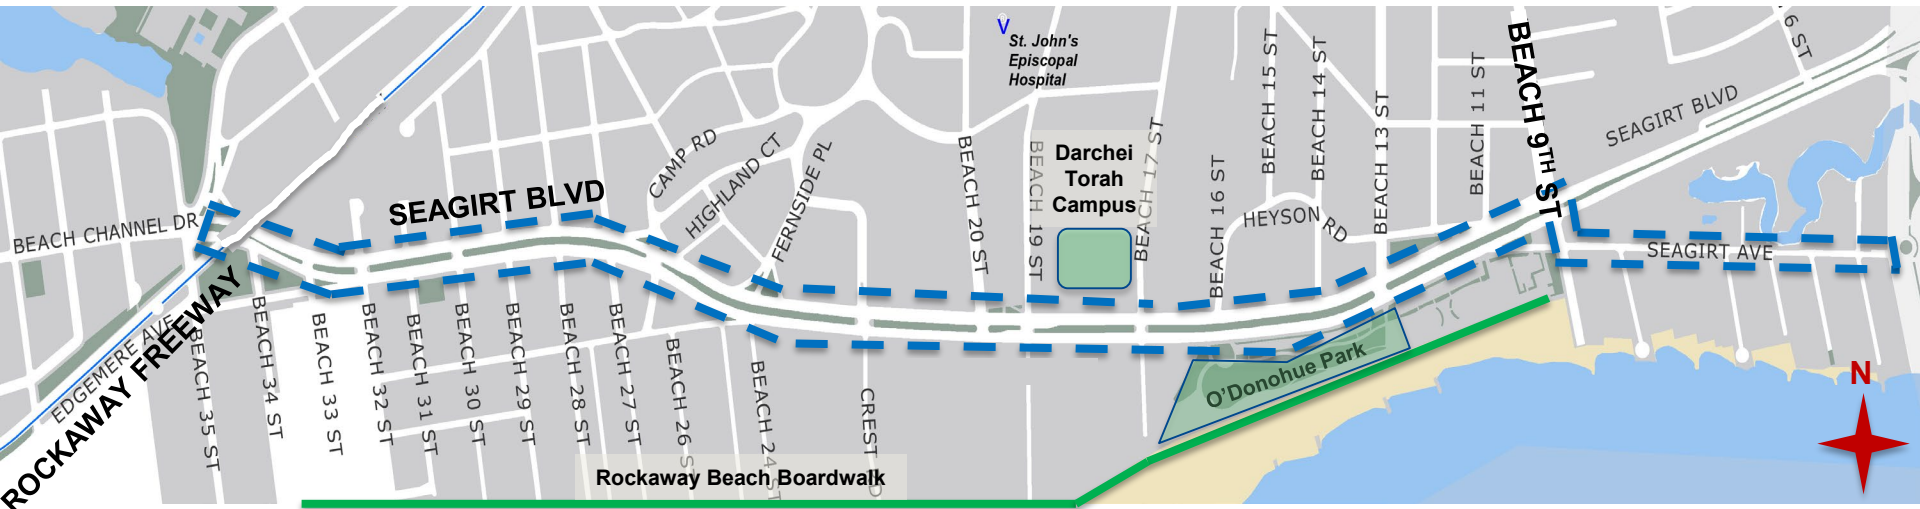 V
St. John's
Episcopal
Hospital
6 ST
BEACH 9TH ST
SEAGIRT BLVD
BEACH 15 ST
BEACH 14 ST
BEACH 13 ST
BEACH 11 ST
CAMP RD
HIGHLAND CT
FERNSIDE PL
BEACH 20 ST
BEACH 19 ST
Darchei
Torah
Campus
BEACH 17 ST
BEACH 16 ST
HEYSON RD
SEAGIRT BLVD
BEACH CHANNEL DR
SEAGIRT AVE
ROCKAWAY FREEWAY
EDGEMERE AVE
BEACH 35 ST
BEACH 34 ST
BEACH 33 ST
BEACH 32 ST
BEACH 31 ST
BEACH 30 ST
BEACH 29 ST
BEACH 28 ST
BEACH 27 ST
BEACH 26 ST
BEACH 24 ST
CREST RD
O'Donohue Park
Rockaway Beach Boardwalk
N